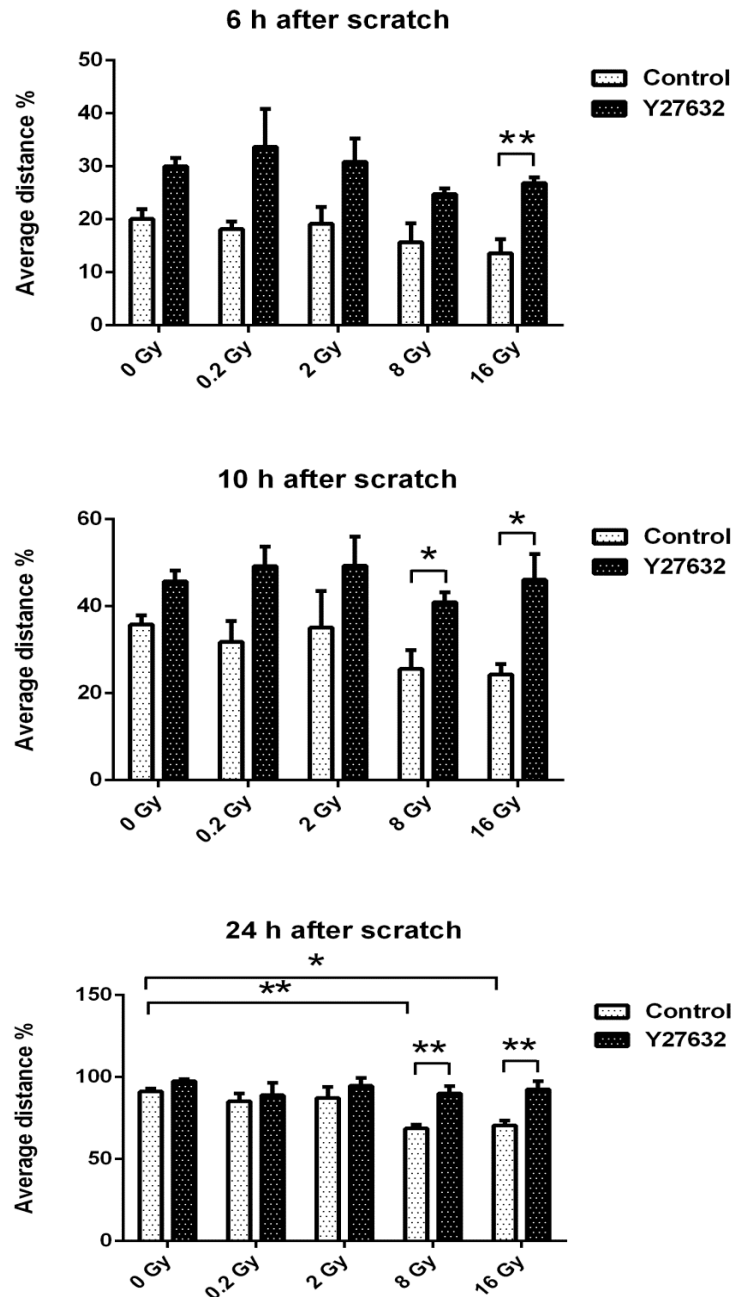 6 h after scratch
50
40
30
20
10
0
Average distance %
**
Control
Y27632
0 Gy
0.2 Gy
2 Gy
8 Gy
16 Gy
10 h after scratch
60
40
20
0
Average distance %
*
*
Control
Y27632
0 Gy
0.2 Gy
2 Gy
8 Gy
16 Gy
24 h after scratch
*
**
150
100
50
0
Average distance %
**
**
Control
Y27632
0 Gy
0.2 Gy
2 Gy
8 Gy
16 Gy